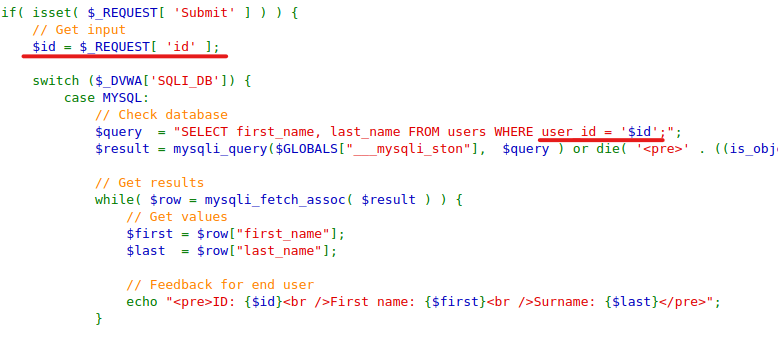 if( isset( $_REQUEST[ 'Submit' ] ) ) {
// Get input
$id = $_REQUEST[ 'id' ];
switch ($_DVWA['SQLI_DB']) {
case MYSQL:
// Check database
$query  = "SELECT first_name, last_name FROM users WHERE user_id = '$id';";
$result = mysqli_query($GLOBALS["___mysqli_ston"],  $query ) or die( '<pre>' . ((is_obj
// Get results
while( $row = mysqli_fetch_assoc( $result ) ) {
// Get values
$first = $row["first_name"];
$last  = $row["last_name"];
// Feedback for end user
echo "<pre>ID: {$id}<br />First name: {$first}<br />Surname: {$last}</pre>";
}